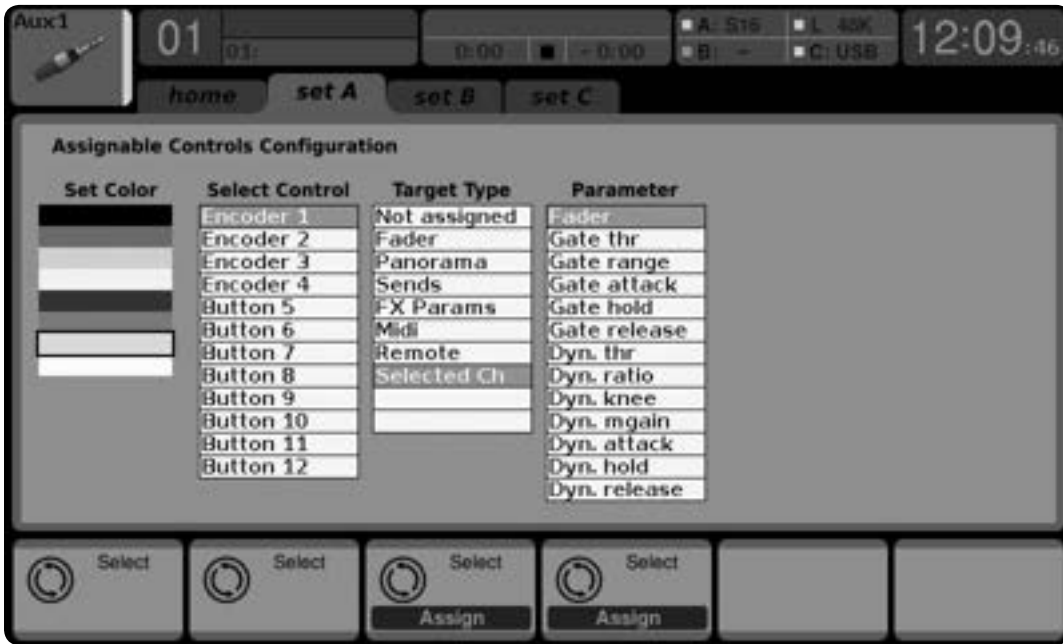 Aux1
01
01:
0:00
- 0:00
A: S16
B: -
L 48K
C: USB
12:09:46
home
set A
set B
set C
Assignable Controls Configuration
Set Color
Select Control
Target Type
Parameter
Encoder 1
Encoder 2
Encoder 3
Encoder 4
Button 5
Button 6
Button 7
Button 8
Button 9
Button 10
Button 11
Button 12
Not assigned
Fader
Panorama
Sends
FX Params
Midi
Remote
Selected Ch
Fader
Gate thr
Gate range
Gate attack
Gate hold
Gate release
Dyn. thr
Dyn. ratio
Dyn. knee
Dyn. mgain
Dyn. attack
Dyn. hold
Dyn. release
Select
Select
Select
Assign
Select
Assign